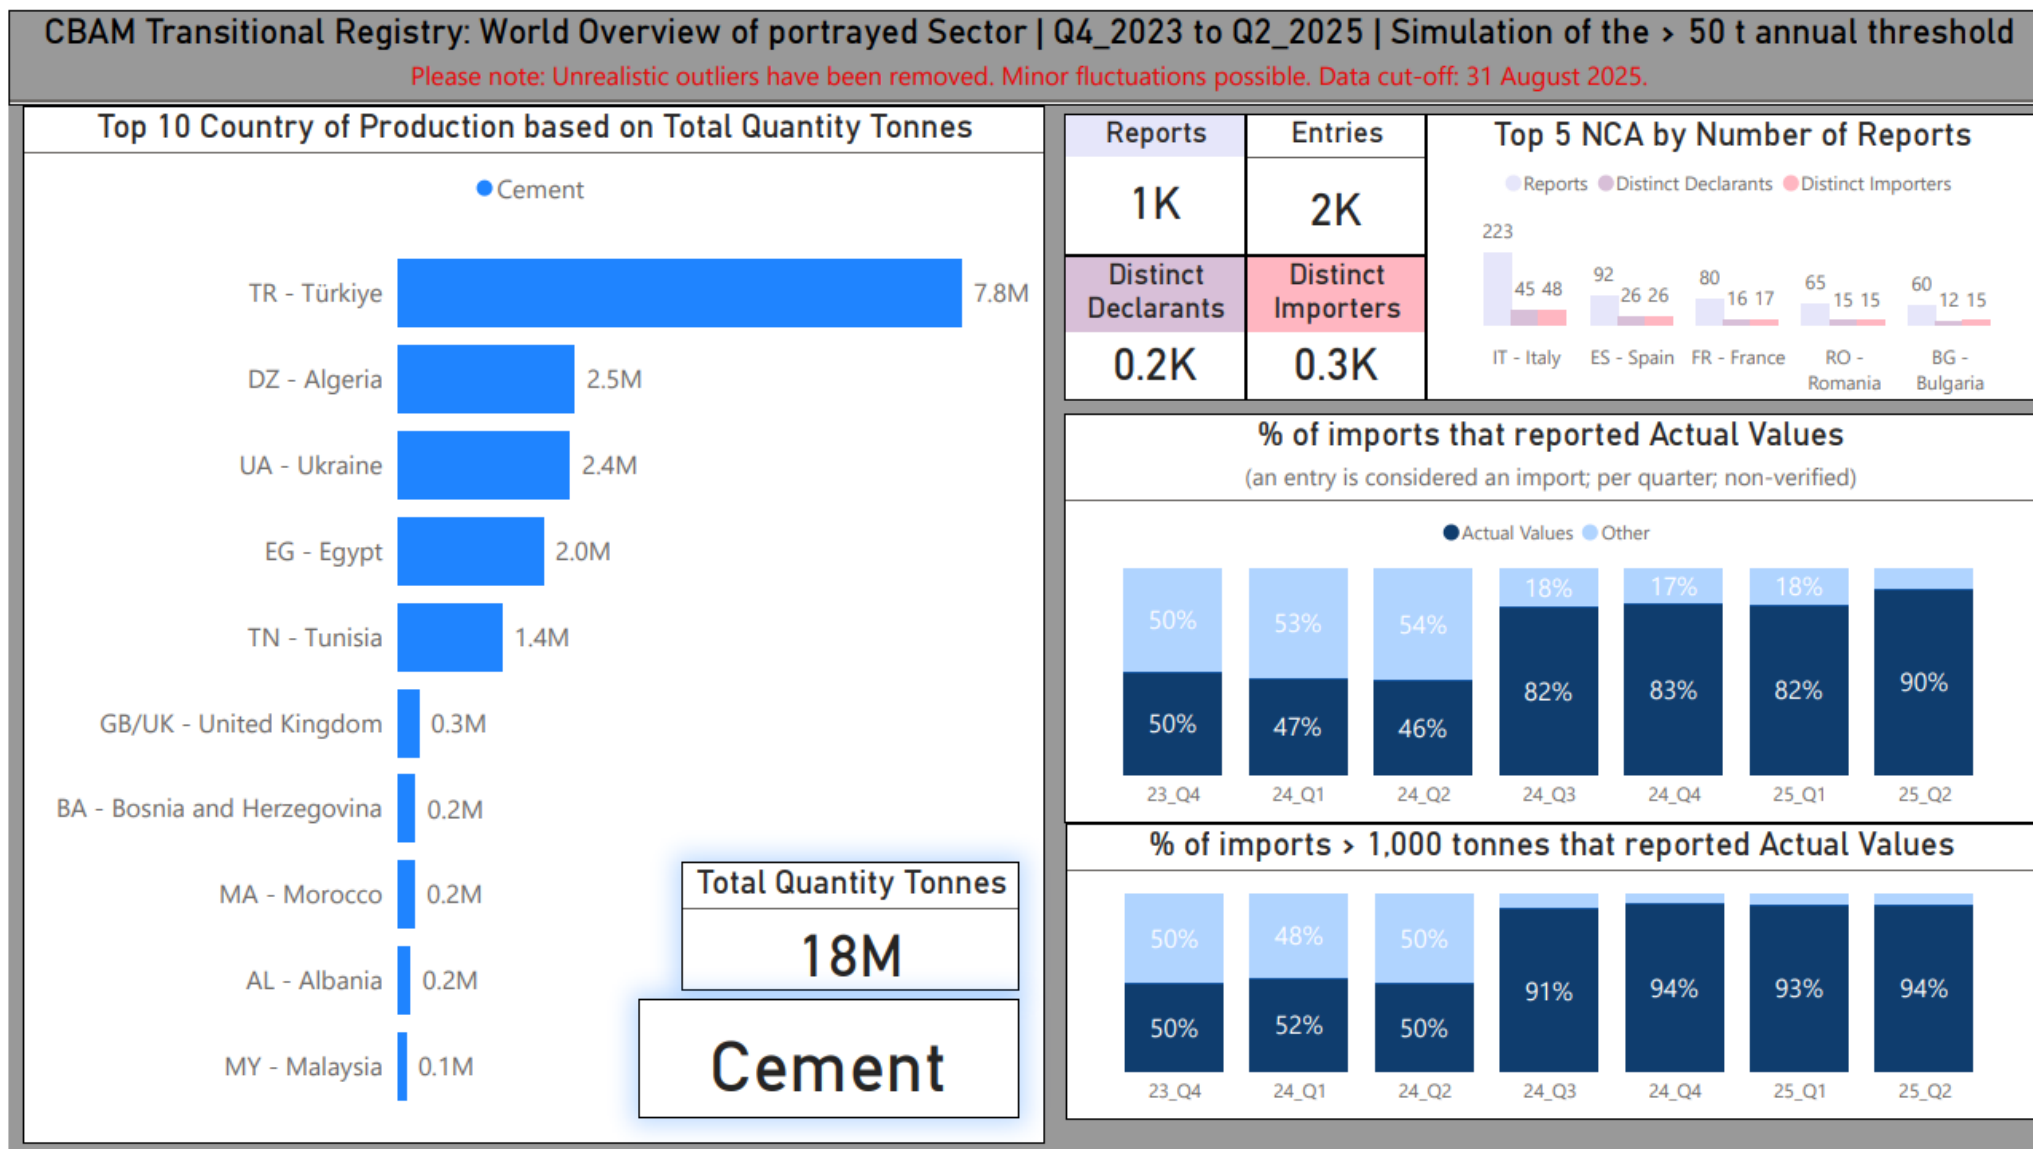 CBAM Transitional Registry: World Overview of portrayed Sector | Q4_2023 to Q2_2025 | Simulation of the > 50 t annual threshold
Please note: Unrealistic outliers have been removed. Minor fluctuations possible. Data cut-off: 31 August 2025.
Top 10 Country of Production based on Total Quantity Tonnes
Cement
TR - Türkiye 7.8M
DZ - Algeria 2.5M
UA - Ukraine 2.4M
EG - Egypt 2.0M
TN - Tunisia 1.4M
GB/UK - United Kingdom 0.3M
BA - Bosnia and Herzegovina 0.2M
MA - Morocco 0.2M
AL - Albania 0.2M
MY - Malaysia 0.1M
Total Quantity Tonnes
18M
Cement
Reports
1K
Entries
2K
Distinct
Declarants
0.2K
Distinct
Importers
0.3K
Top 5 NCA by Number of Reports
Reports Distinct Declarants Distinct Importers
223 45 48
92 26 26
80 16 17
65 15 15
60 12 15
IT - Italy
ES - Spain
FR - France
RO -
Romania
BG -
Bulgaria
% of imports that reported Actual Values
(an entry is considered an import; per quarter; non-verified)
Actual Values Other
50% 53% 54% 18% 17% 18%
50% 47% 46% 82% 83% 82% 90%
23_Q4 24_Q1 24_Q2 24_Q3 24_Q4 25_Q1 25_Q2
% of imports > 1,000 tonnes that reported Actual Values
50% 48% 50%
50% 52% 50% 91% 94% 93% 94%
23_Q4 24_Q1 24_Q2 24_Q3 24_Q4 25_Q1 25_Q2